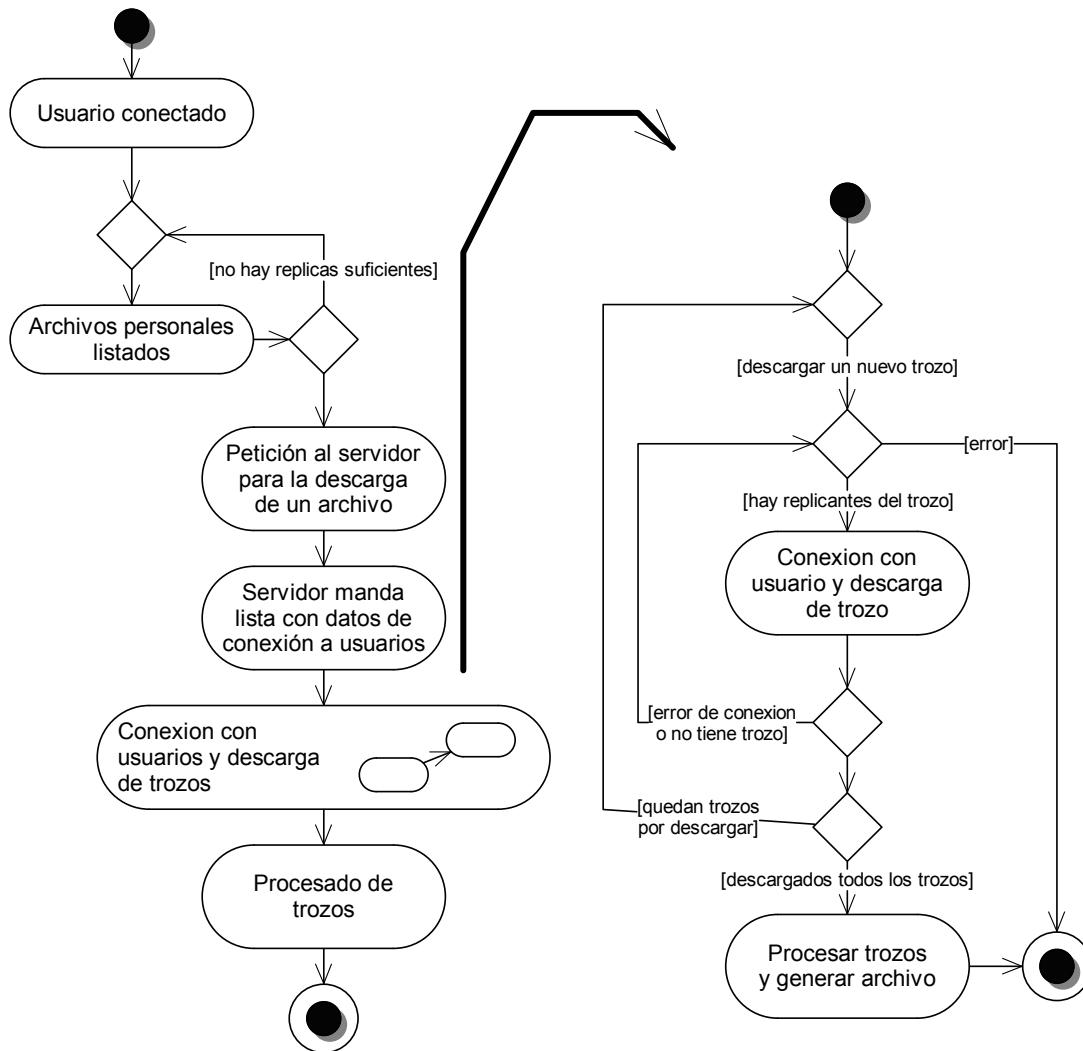 Usuario conectado
[no hay replicas suficientes]
Archivos personales
listados
Petición al servidor
para la descarga
de un archivo
Servidor manda
lista con datos de
conexión a usuarios
Conexion con
usuarios y descarga
de trozos
Procesado de
trozos
[descargar un nuevo trozo]
[error]
[hay replicantes del trozo]
Conexion con
usuario y descarga
de trozo
[error de conexion
o no tiene trozo]
[quedan trozos
por descargar]
[descargados todos los trozos]
Procesar trozos
y generar archivo